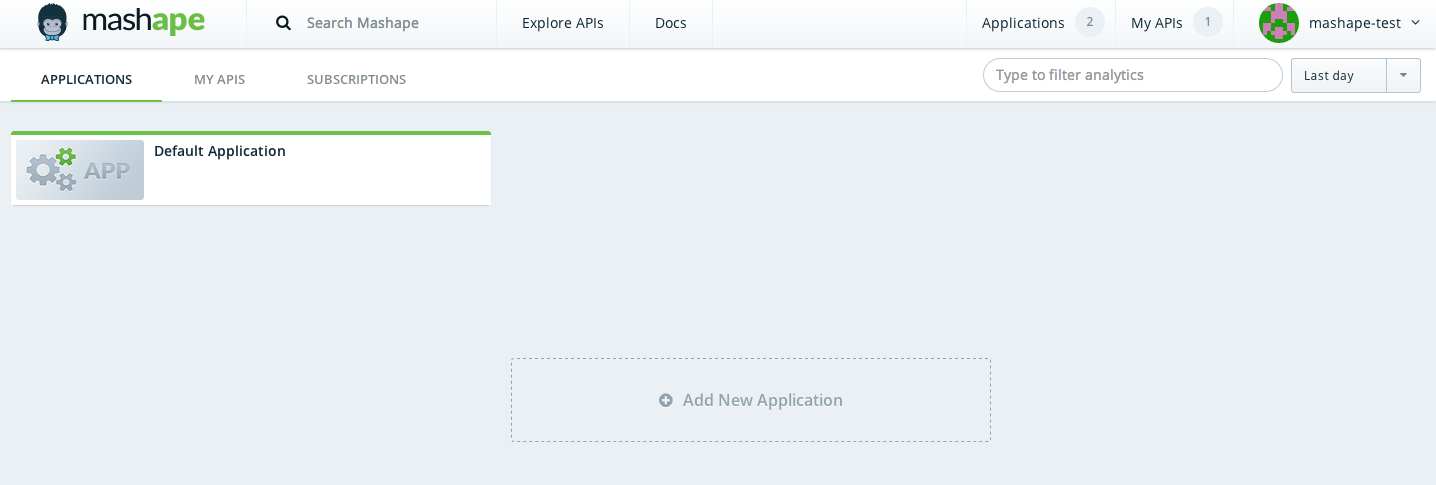 mashape Search Mashape Explore APIs Docs Applications 2 My APIs 1 mashape-test
APPLICATIONS MY APIS SUBSCRIPTIONS Type to filter analytics Last day
Default Application
APP
Add New Application